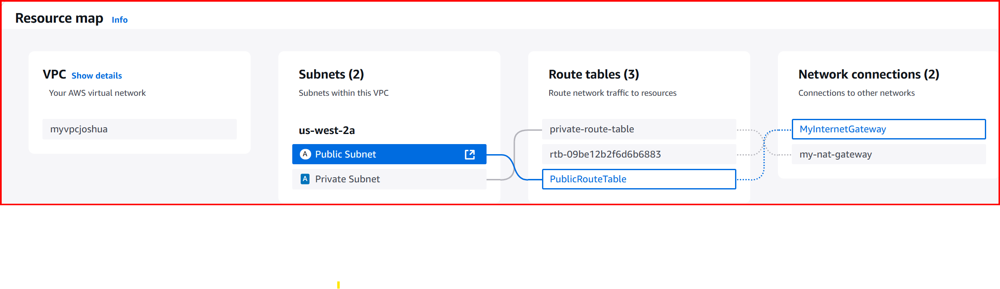 Resource map Info
VPC Show details
Your AWS virtual network
myvpcjoshua
Subnets (2)
Subnets within this VPC
us-west-2a
A Public Subnet
A Private Subnet
Route tables (3)
Route network traffic to resources
private-route-table
rtb-09be12b2f6d6b6883
PublicRouteTable
Network connections (2)
Connections to other networks
MyInternetGateway
my-nat-gateway